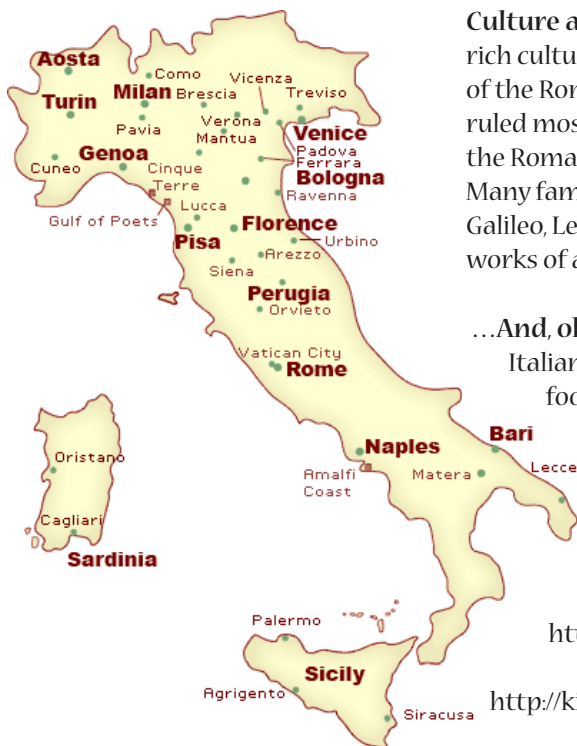 Aosta
Como
Vicenza
Turin
Milan
Brescia
Treviso
Pavia
Verona
Mantua
Venice
Padova
Ferrara
Cuneo
Genoa
Cinque
Terre
Bologna
Ravenna
Gulf of Poets
Lucca
Pisa
Florence
Urbino
Arezzo
Siena
Perugia
Orvieto
Vatican City
Rome
Naples
Bari
Amalfi
Coast
Matera
Lecce
Oristano
Cagliari
Sardinia
Palermo
Sicily
Agrigento
Siracusa
Culture a
rich cultu
of the Ro
ruled mos
the Roma
Many fam
Galileo, Le
works of a
…And, ol
Italian
foo
ht
http://ki